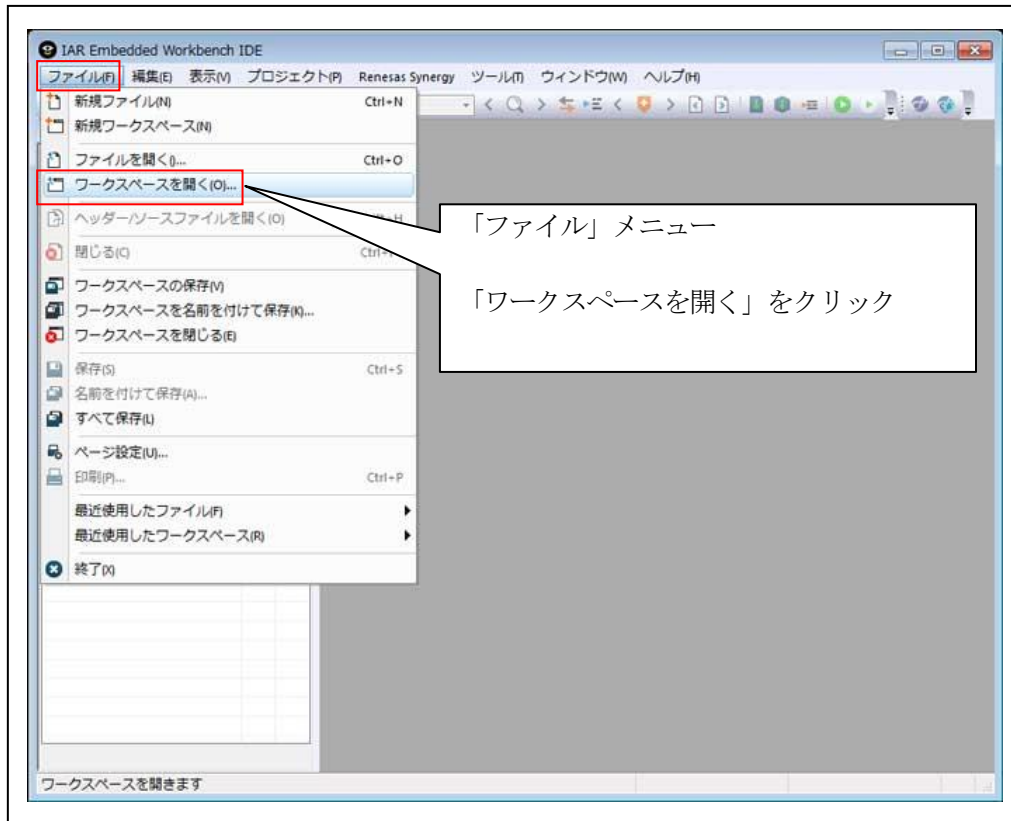 IAR Embedded Workbench IDE
ファイル(F) 編集(E) 表示(V) プロジェクト(P) Renesas Synergy ツール(T) ウィンドウ(W) ヘルプ(H)
新規ファイル(N) Ctrl+N
新規ワークスペース(N)
ファイルを開く()... Ctrl+O
ワークスペースを開く(O)...
ヘッダー/ソースファイルを開く(O)
閉じる(C)
ワークスペースの保存(V)
ワークスペースを名前を付けて保存(K)...
ワークスペースを閉じる(E)
保存(S) Ctrl+S
名前を付けて保存(A)...
すべて保存(L)
ページ設定(U)...
印刷(P)... Ctrl+P
最近使用したファイル(F)
最近使用したワークスペース(R)
終了(X)
「ファイル」メニュー
「ワークスペースを開く」をクリック
ワークスペースを開きます